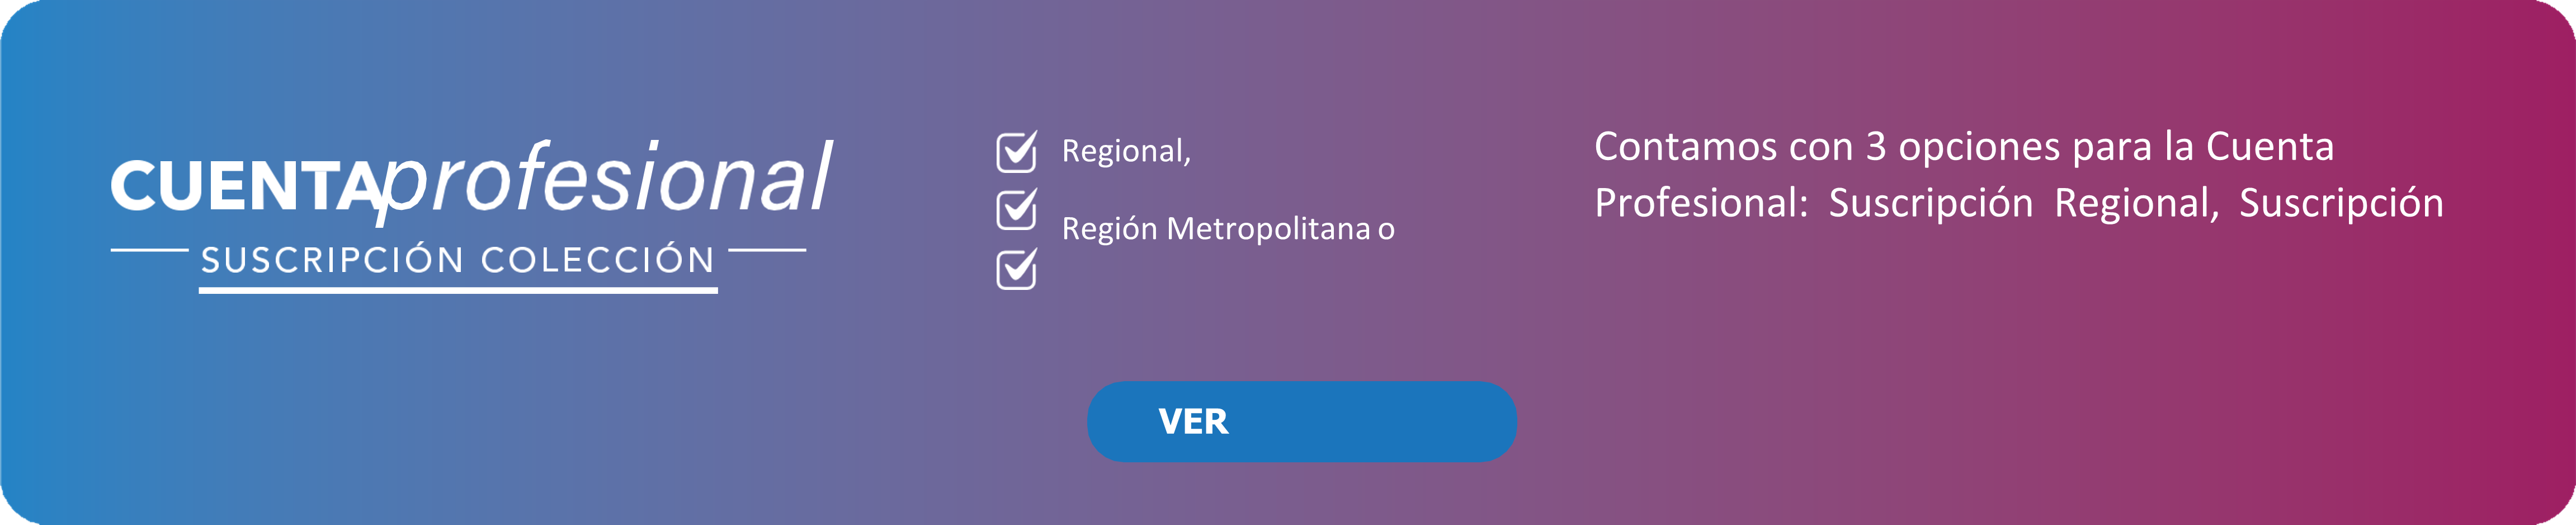 CUENTAprofesional
SUSCRIPCIÓN COLECCIÓN
Regional,
Región Metropolitana o
Contamos con 3 opciones para la Cuenta
Profesional: Suscripción Regional, Suscripción
VER